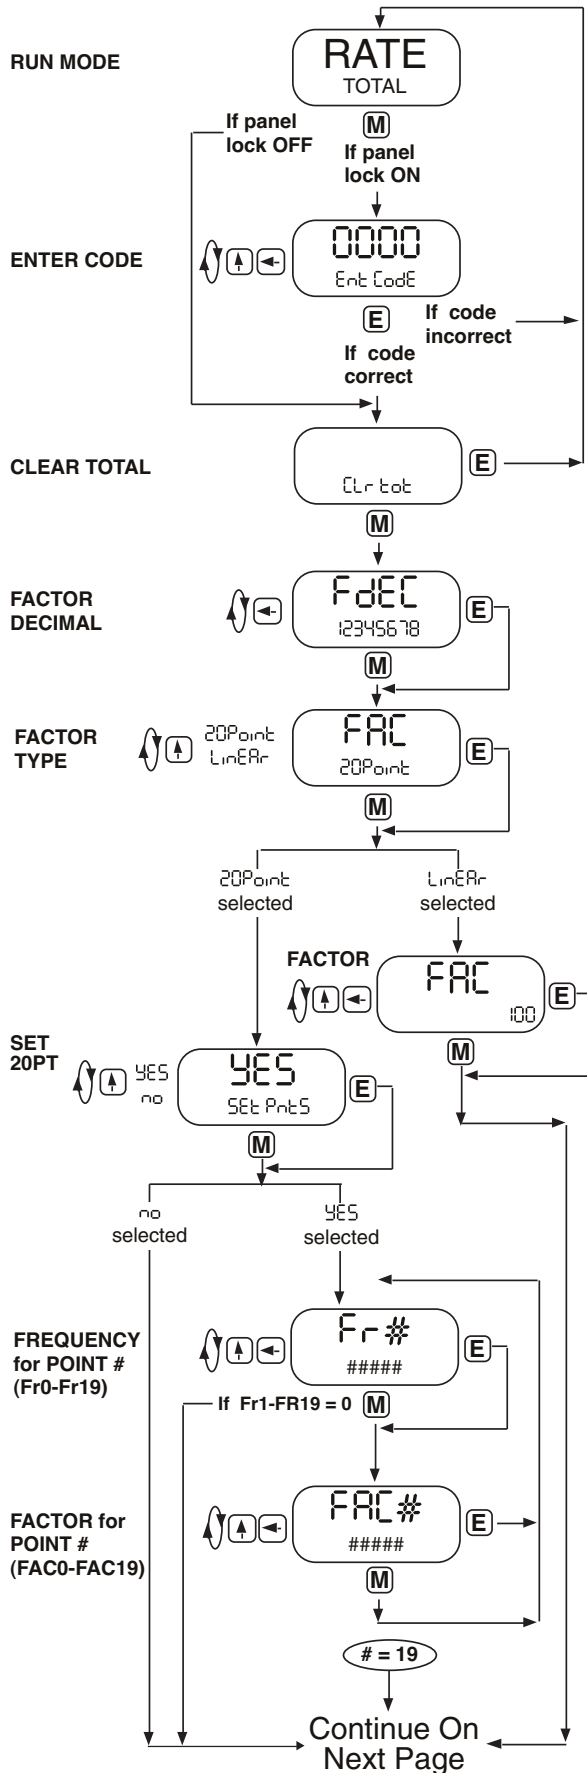 RUN MODE
RATE
TOTAL
If panel
lock OFF
M
If panel
lock ON
ENTER CODE
0000
Ent CodE
E
If code
incorrect
If code
correct
CLEAR TOTAL
CLr tot
E
M
FACTOR
DECIMAL
FdEC
12345678
E
M
FACTOR
TYPE
20Point
LinEAr
FAC
20Point
E
M
20Point
selected
LinEAr
selected
FACTOR
FAC
100
E
M
SET
20PT
YES
no
YES
SEt PntS
E
M
no
selected
YES
selected
FREQUENCY
for POINT #
(Fr0-Fr19)
Fr#
#####
E
If Fr1-FR19 = 0
M
FACTOR for
POINT #
(FAC0-FAC19)
FAC#
#####
E
M
# = 19
Continue On
Next Page